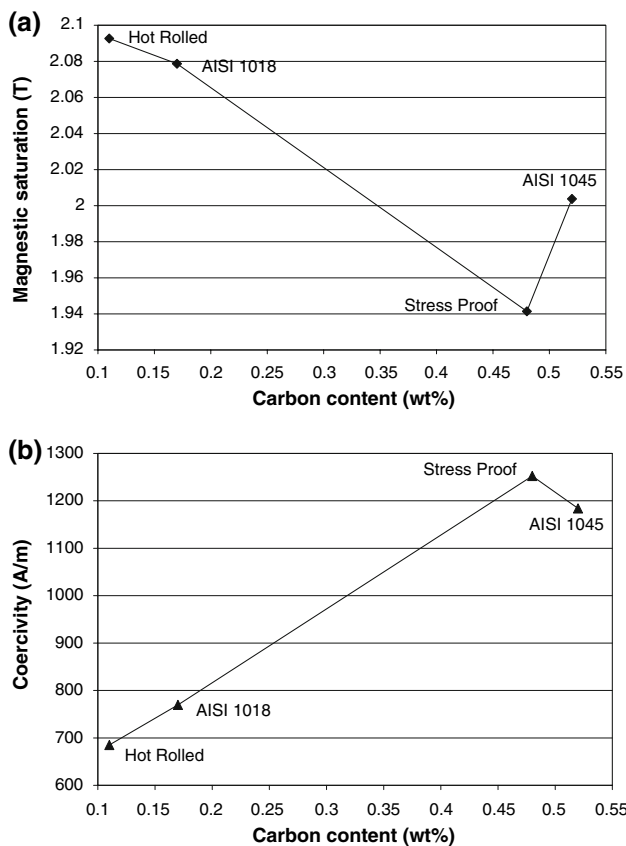 (a)
2.1
Hot Rolled
2.08
AISI 1018
2.06
2.04
2.02
AISI 1045
2
1.98
1.96
1.94
Stress Proof
1.92
Magnestic saturation (T)
0.1 0.15 0.2 0.25 0.3 0.35 0.4 0.45 0.5 0.55
Carbon content (wt%)
(b)
1300
Stress Proof
1200
AISI 1045
1100
1000
900
800
AISI 1018
700
Hot Rolled
600
Coercivity (A/m)
0.1 0.15 0.2 0.25 0.3 0.35 0.4 0.45 0.5 0.55
Carbon content (wt%)